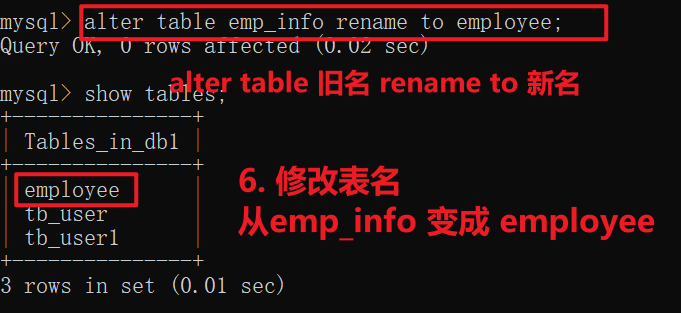 mysql> alter table emp_info rename to employee;
Query OK, 0 rows affected (0.02 sec)
alter table 旧名 rename to 新名
mysql> show tables;
+----------------+
| Tables_in_db1 |
+----------------+
| employee |
| tb_user |
| tb_user1 |
+----------------+
6. 修改表名
从emp_info 变成 employee
3 rows in set (0.01 sec)